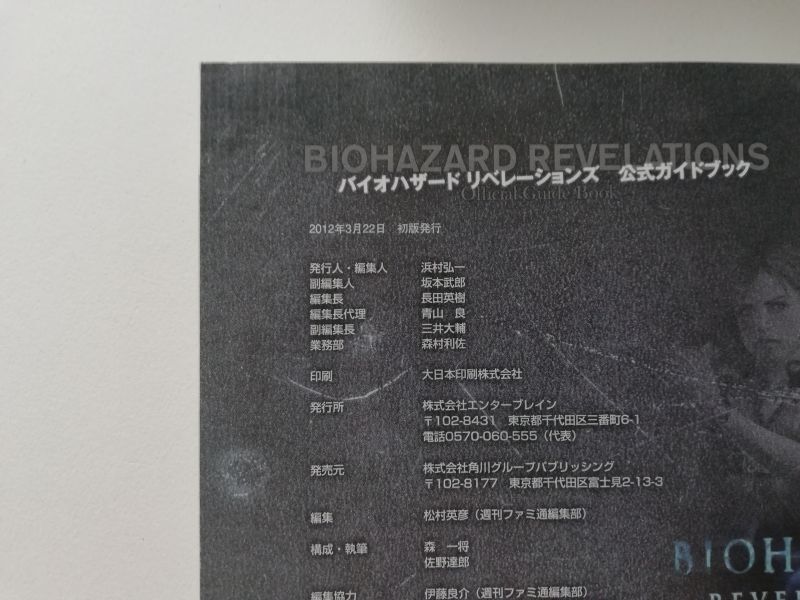 BIOHAZARD REVELATIONS
バイオハザード リベレーションズ　公式ガイドブック
Official Guide Book
2012年3月22日　初版発行
発行人・編集人　浜村弘一
副編集人　坂本武郎
編集長　長田英樹
編集長代理　青山　良
副編集長　三井大輔
業務部　森村利佐
印刷　大日本印刷株式会社
発行所　株式会社エンターブレイン
〒102-8431　東京都千代田区三番町6-1
電話0570-060-555（代表）
発売元　株式会社角川グループパブリッシング
〒102-8177　東京都千代田区富士見2-13-3
編集　松村英彦（週刊ファミ通編集部）
構成・執筆　森　一将
佐野達郎
編集協力　伊藤良介（週刊ファミ通編集部）
BIOH
REVEL